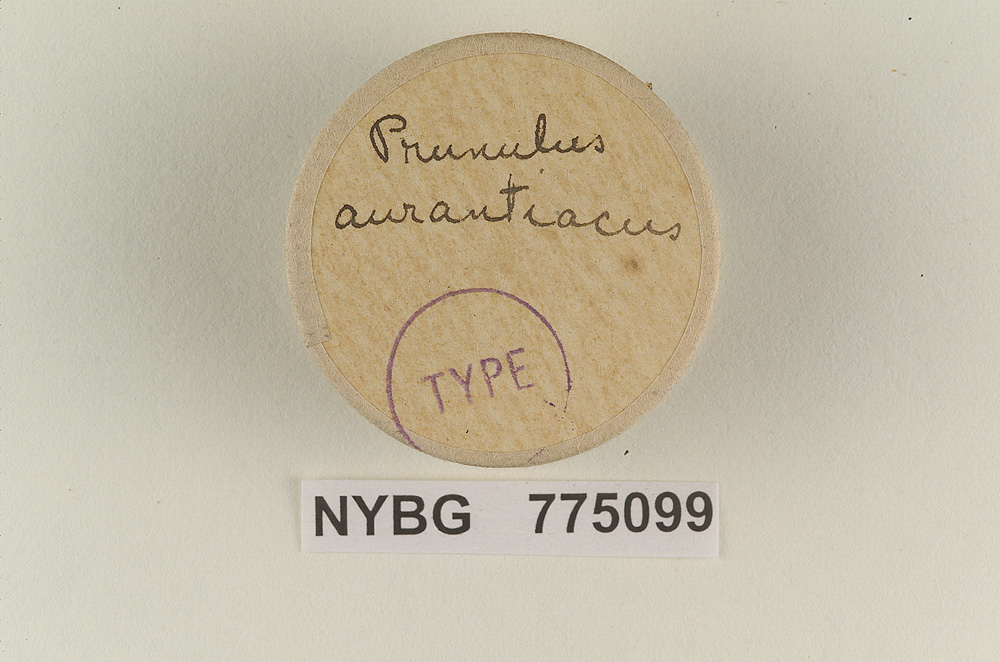 Prunulus
aurantiacus
TYPE
NYBG 775099